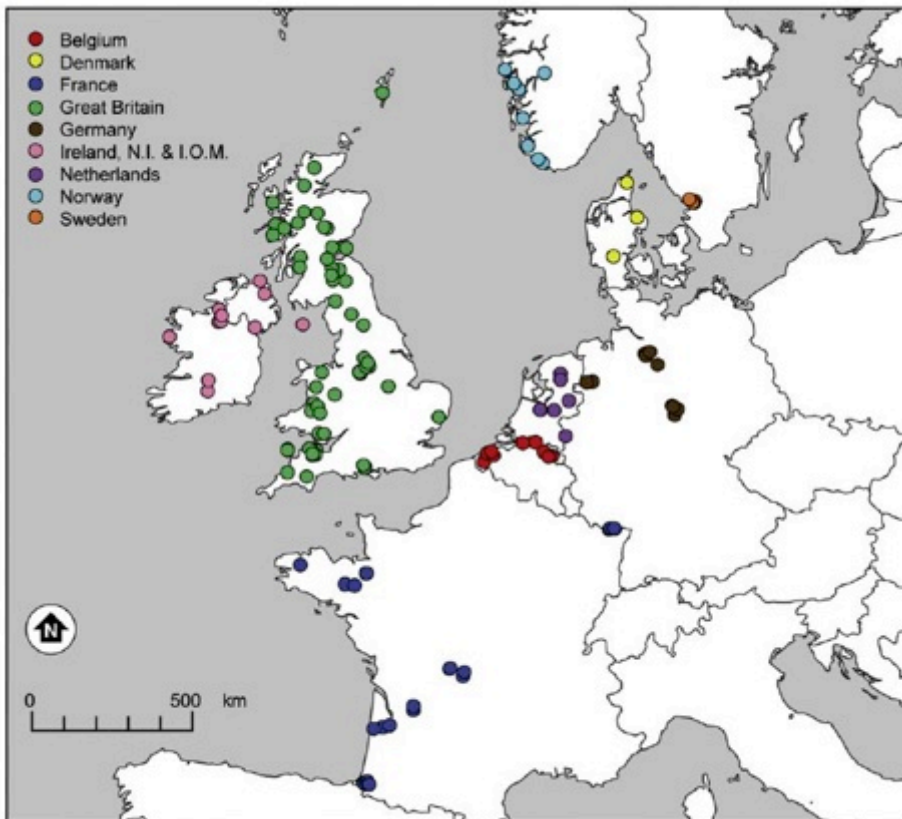 Belgium
Denmark
France
Great Britain
Germany
Ireland, N.I. & I.O.M.
Netherlands
Norway
Sweden
N
0 500 km